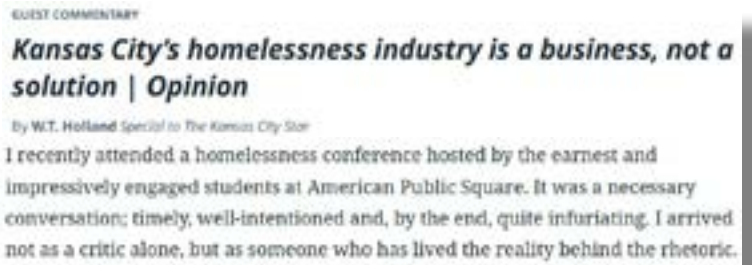 GUEST COMMENTARY
Kansas City's homelessness industry is a business, not a
solution | Opinion
By W.T. Holland Special to The Kansas City Star
I recently attended a homelessness conference hosted by the earnest and
impressively engaged students at American Public Square. It was a necessary
conversation; timely, well-intentioned and, by the end, quite infuriating. I arrived
not as a critic alone, but as someone who has lived the reality behind the rhetoric.